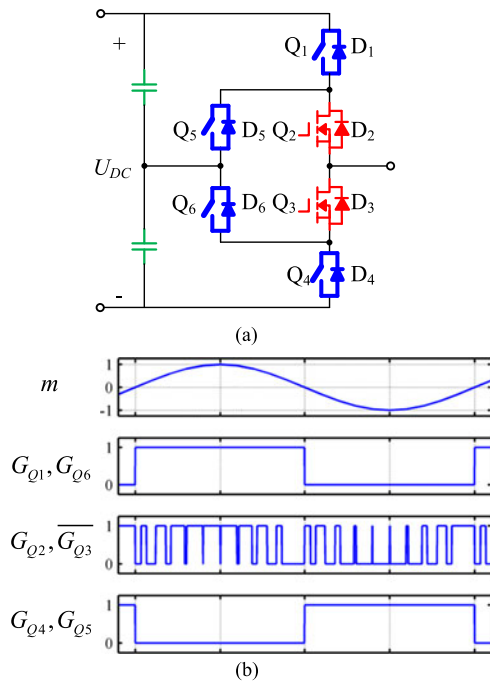 +
Q1 D1
Q5 D5 Q2 D2
UDC
Q6 D6 Q3 D3
Q4 D4
-
(a)
m 1 0 -1
GQ1, GQ6 1 0
GQ2, G̅Q̅3̅ 1 0
GQ4, GQ5 1 0
(b)